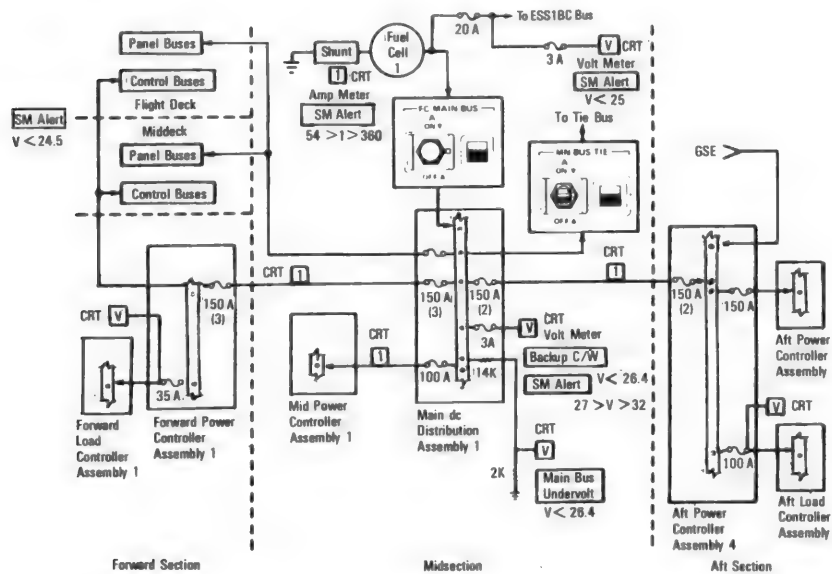 Panel Buses
Control Buses
Flight Deck
SM Alert
V < 24.5
Middeck
Panel Buses
Control Buses
Shunt
1 CRT
Amp Meter
SM Alert
54 > 1 > 360
Fuel
Cell
1
20 A
To ESS1BC Bus
3 A
V CRT
Volt Meter
SM Alert
V < 25
FC MAIN BUS
A
ON
OFF
To Tie Bus
MN BUS TIE
A
ON
OFF
GSE
150 A
(3)
CRT 1
CRT V
35 A
Forward
Load
Controller
Assembly 1
Forward Power
Controller
Assembly 1
CRT
1
Mid Power
Controller
Assembly 1
150 A
(3)
150 A
(2)
3A
100 A
14K
Main dc
Distribution
Assembly 1
V CRT
Volt Meter
Backup C/W
V < 26.4
SM Alert
27 > V > 32
CRT
V
2K
Main Bus
Undervolt
V < 26.4
CRT
1
150 A
(2)
150 A
Aft Power
Controller
Assembly
V CRT
100 A
Aft Load
Controller
Assembly
Aft Power
Controller
Assembly 4
Forward Section
Midsection
Aft Section